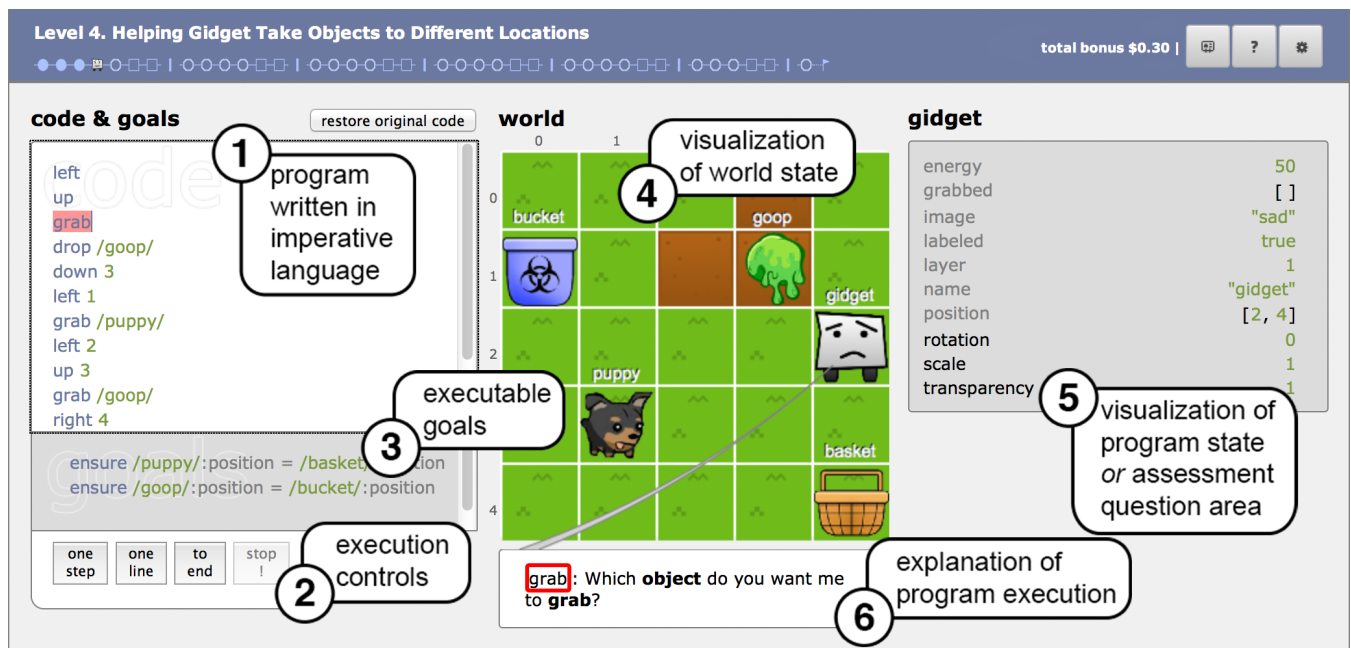 Level 4. Helping Gidget Take Objects to Different Locations
total bonus $0.30 |
?
code & goals
restore original code
code
left
up
grab
drop /goop/
down 3
left 1
grab /puppy/
left 2
up 3
grab /goop/
right 4
1
program
written in
imperative
language
goals
ensure /puppy/:position = /basket/
ensure /goop/:position = /bucket/:position
3
executable
goals
one
step
one
line
to
end
stop
!
2
execution
controls
world
0
1
0
1
2
4
bucket
goop
gidget
puppy
basket
4
visualization
of world state
grab: Which object do you want me
to grab?
6
explanation of
program execution
gidget
energy 50
grabbed [ ]
image "sad"
labeled true
layer 1
name "gidget"
position [2, 4]
rotation 0
scale 1
transparency 1
5
visualization of
program state
or assessment
question area